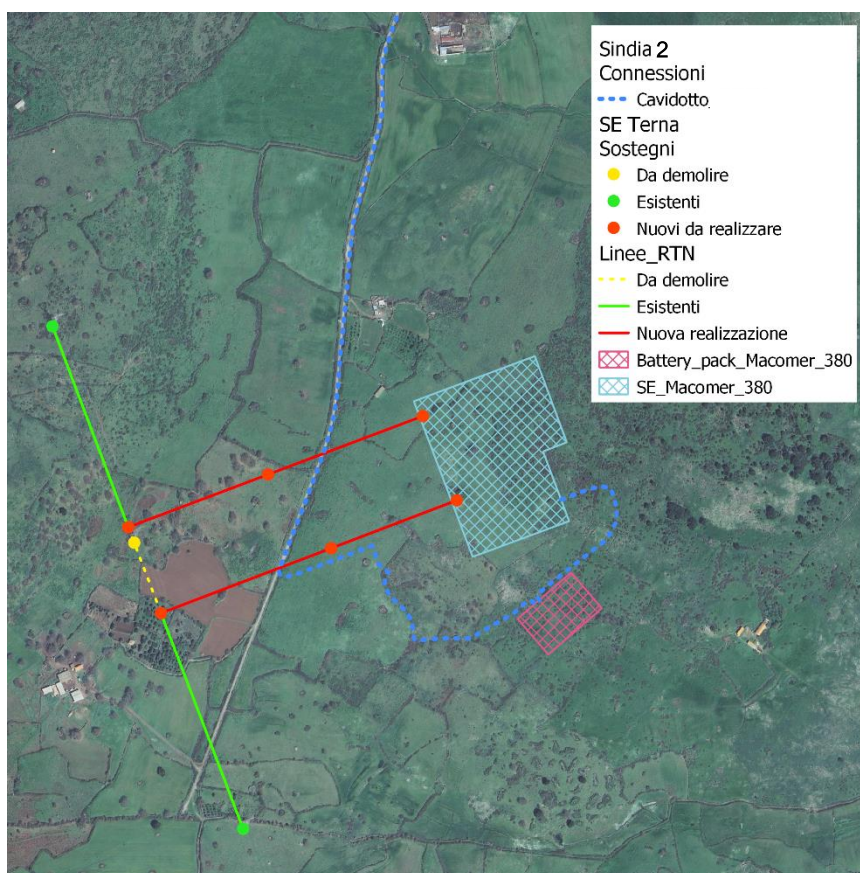 Sindia 2
Connessioni
Cavidotto
SE Terna
Sostegni
Da demolire
Esistenti
Nuovi da realizzare
Linee_RTN
Da demolire
Esistenti
Nuova realizzazione
Battery_pack_Macomer_380
SE_Macomer_380